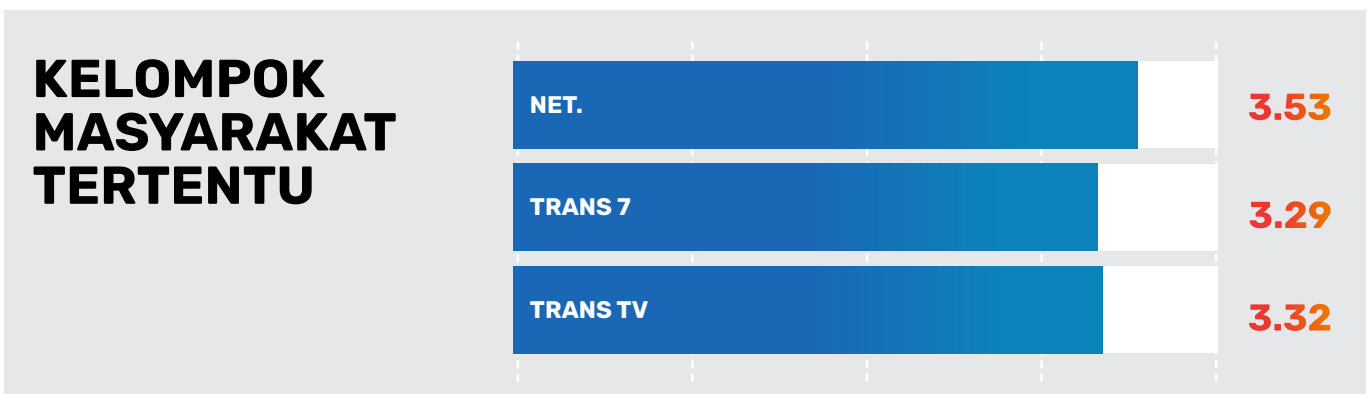 KELOMPOK
MASYARAKAT
TERTENTU
NET. 3.53
TRANS 7 3.29
TRANS TV 3.32